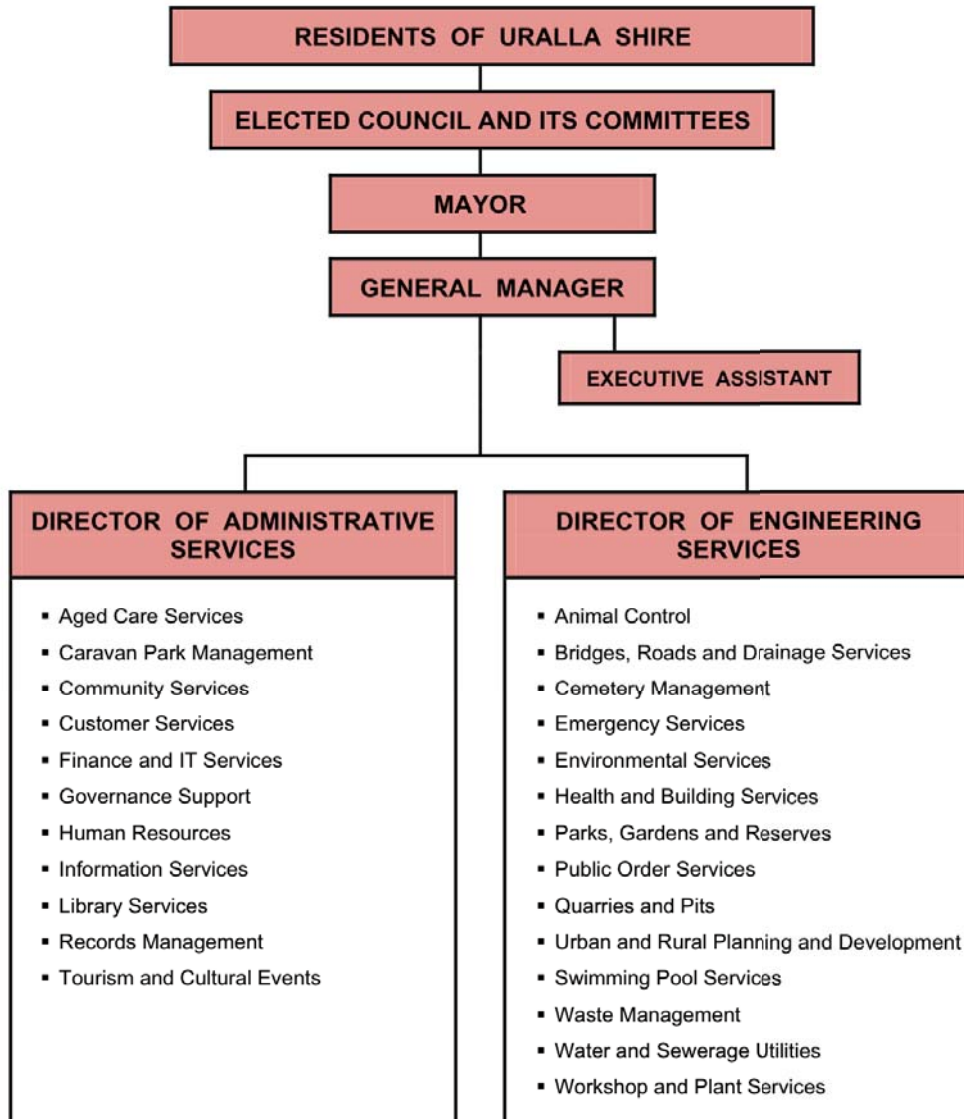 RESIDENTS OF URALLA SHIRE
ELECTED COUNCIL AND ITS COMMITTEES
MAYOR
GENERAL MANAGER
EXECUTIVE ASSISTANT
DIRECTOR OF ADMINISTRATIVE
SERVICES
▪ Aged Care Services
▪ Caravan Park Management
▪ Community Services
▪ Customer Services
▪ Finance and IT Services
▪ Governance Support
▪ Human Resources
▪ Information Services
▪ Library Services
▪ Records Management
▪ Tourism and Cultural Events
DIRECTOR OF ENGINEERING
SERVICES
▪ Animal Control
▪ Bridges, Roads and Drainage Services
▪ Cemetery Management
▪ Emergency Services
▪ Environmental Services
▪ Health and Building Services
▪ Parks, Gardens and Reserves
▪ Public Order Services
▪ Quarries and Pits
▪ Urban and Rural Planning and Development
▪ Swimming Pool Services
▪ Waste Management
▪ Water and Sewerage Utilities
▪ Workshop and Plant Services